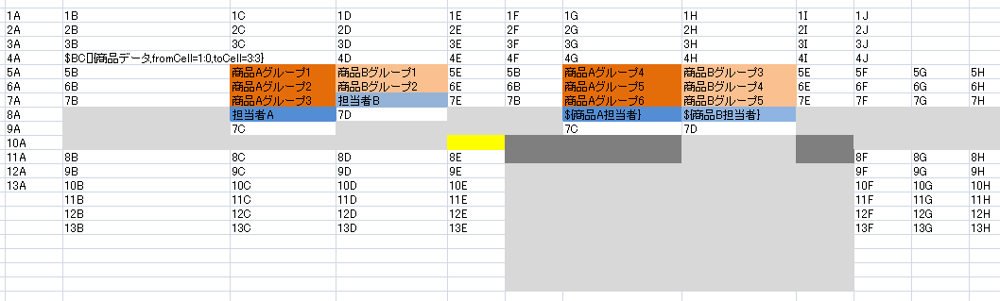 1A 1B 1C 1D 1E 1F 1G 1H 1I 1J
2A 2B 2C 2D 2E 2F 2G 2H 2I 2J
3A 3B 3C 3D 3E 3F 3G 3H 3I 3J
4A $BC[]{商品データ,fromCell=1:0,toCell=3:3} 4D 4E 4F 4G 4H 4I 4J
5A 5B 商品Aグループ1 商品Bグループ1 5E 5B 商品Aグループ4 商品Bグループ3 5E 5F 5G 5H
6A 6B 商品Aグループ2 商品Bグループ2 6E 6B 商品Aグループ5 商品Bグループ4 6E 6F 6G 6H
7A 7B 商品Aグループ3 担当者B 7E 7B 商品Aグループ6 商品Bグループ5 7E 7F 7G 7H
8A 担当者A 7D ${商品A担当者} ${商品B担当者}
9A 7C 7C 7D
10A
11A 8B 8C 8D 8E 8F 8G 8H
12A 9B 9C 9D 9E 9F 9G 9H
13A 10B 10C 10D 10E 10F 10G 10H
11B 11C 11D 11E 11F 11G 11H
12B 12C 12D 12E 12F 12G 12H
13B 13C 13D 13E 13F 13G 13H